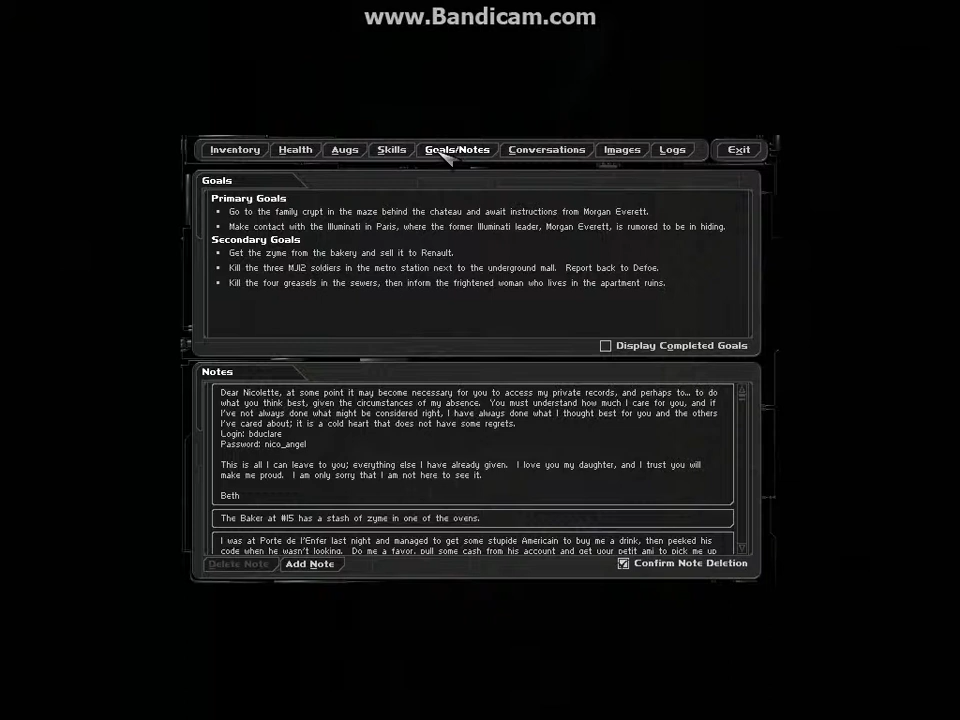 www.Bandicam.com
Inventory Health Augs Skills Goals/Notes Conversations Images Logs Exit
Goals
Primary Goals
Go to the family crypt in the maze behind the chateau and await instructions from Morgan Everett.
Make contact with the Illuminati in Paris, where the former Illuminati leader, Morgan Everett, is rumored to be in hiding.
Secondary Goals
Get the zyme from the bakery and sell it to Renault.
Kill the three MJ12 soldiers in the metro station next to the underground mall. Report back to Defoe.
Kill the four greasels in the sewers, then inform the frightened woman who lives in the apartment ruins.
Display Completed Goals
Notes
Dear Nicolette, at some point it may become necessary for you to access my private records, and perhaps to... to do
what you think best, given the circumstances of my absence. You must understand how much I care for you, and if
I've not always done what might be considered right, I have always done what I thought best for you and the others
I've cared about; it is a cold heart that does not have some regrets.
Login: bduclare
Password: nico_angel
This is all I can leave to you; everything else I have already given. I love you my daughter, and I trust you will
make me proud. I am only sorry that I am not here to see it.
Beth
The Baker at #15 has a stash of zyme in one of the ovens.
I was at Porte de l'Enfer last night and managed to get some stupide Americain to buy me a drink, then peeked his
code when he wasn't looking. Do me a favor, pull some cash from his account and get your petit ami to pick me up
Delete Note Add Note Confirm Note Deletion